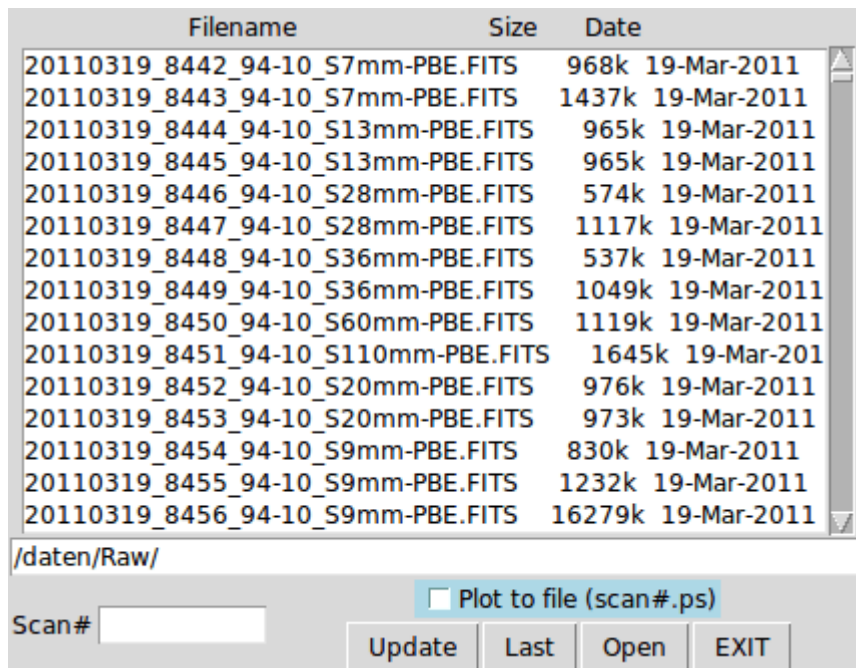 Filename Size Date
20110319_8442_94-10_S7mm-PBE.FITS 968k 19-Mar-2011
20110319_8443_94-10_S7mm-PBE.FITS 1437k 19-Mar-2011
20110319_8444_94-10_S13mm-PBE.FITS 965k 19-Mar-2011
20110319_8445_94-10_S13mm-PBE.FITS 965k 19-Mar-2011
20110319_8446_94-10_S28mm-PBE.FITS 574k 19-Mar-2011
20110319_8447_94-10_S28mm-PBE.FITS 1117k 19-Mar-2011
20110319_8448_94-10_S36mm-PBE.FITS 537k 19-Mar-2011
20110319_8449_94-10_S36mm-PBE.FITS 1049k 19-Mar-2011
20110319_8450_94-10_S60mm-PBE.FITS 1119k 19-Mar-2011
20110319_8451_94-10_S110mm-PBE.FITS 1645k 19-Mar-201
20110319_8452_94-10_S20mm-PBE.FITS 976k 19-Mar-2011
20110319_8453_94-10_S20mm-PBE.FITS 973k 19-Mar-2011
20110319_8454_94-10_S9mm-PBE.FITS 830k 19-Mar-2011
20110319_8455_94-10_S9mm-PBE.FITS 1232k 19-Mar-2011
20110319_8456_94-10_S9mm-PBE.FITS 16279k 19-Mar-2011
/daten/Raw/
Plot to file (scan#.ps)
Scan#
Update Last Open EXIT